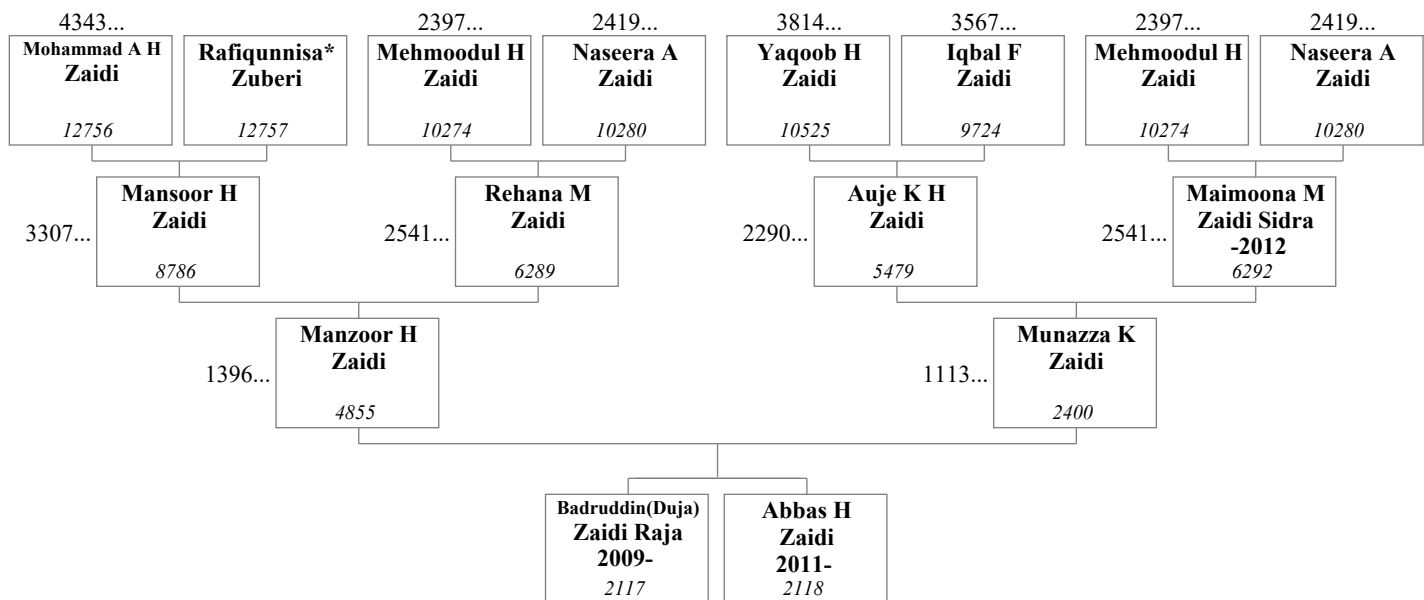 4343...
2397...
2419...
3814...
3567...
2397...
2419...
Mohammad A H
Zaidi
12756
Rafiqunnisa*
Zuberi
12757
Mehmoodul H
Zaidi
10274
Naseera A
Zaidi
10280
Yaqoob H
Zaidi
10525
Iqbal F
Zaidi
9724
Mehmoodul H
Zaidi
10274
Naseera A
Zaidi
10280
3307...
Mansoor H
Zaidi
8786
2541...
Rehana M
Zaidi
6289
2290...
Auje K H
Zaidi
5479
2541...
Maimoona M
Zaidi Sidra
-2012
6292
1396...
Manzoor H
Zaidi
4855
1113...
Munazza K
Zaidi
2400
Badruddin(Duja)
Zaidi Raja
2009-
2117
Abbas H
Zaidi
2011-
2118